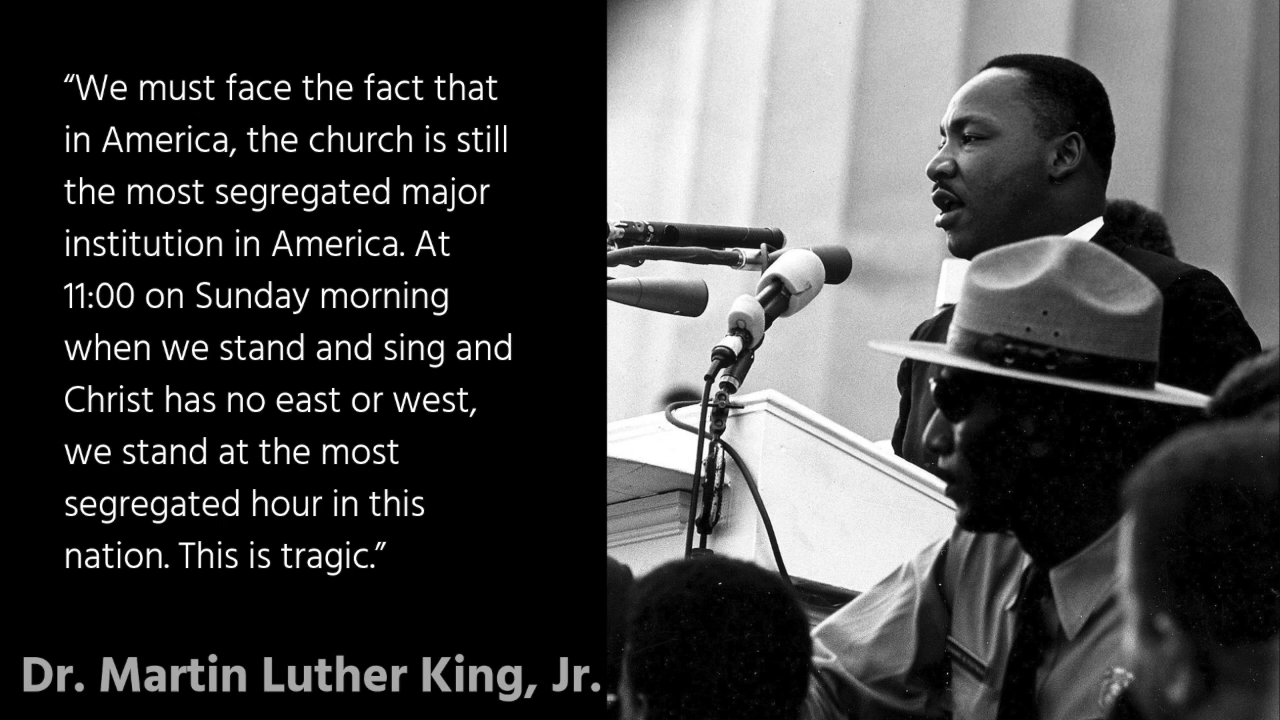 “We must face the fact that
in America, the church is still
the most segregated major
institution in America. At
11:00 on Sunday morning
when we stand and sing and
Christ has no east or west,
we stand at the most
segregated hour in this
nation. This is tragic.”
Dr. Martin Luther King, Jr.